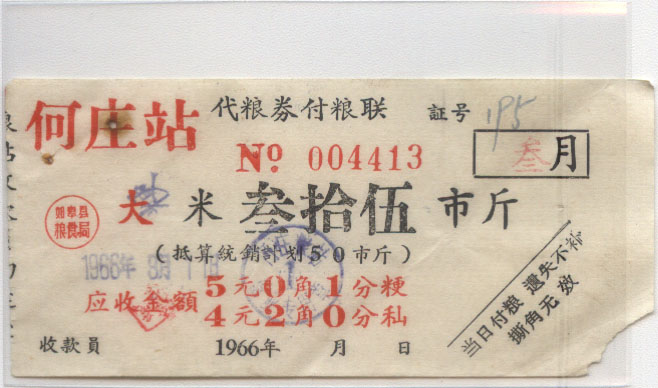 何庄站
代粮券付粮联
証号
Nº 004413
叁月
如皋县
粮食局
大米 叁拾伍 市斤
（抵算統銷計划50市斤）
1966年
应收金額
5元0角1分粳
4元2角0分籼
收款員 1966年 月 日
当日付粮 遺失不补
撕角无效